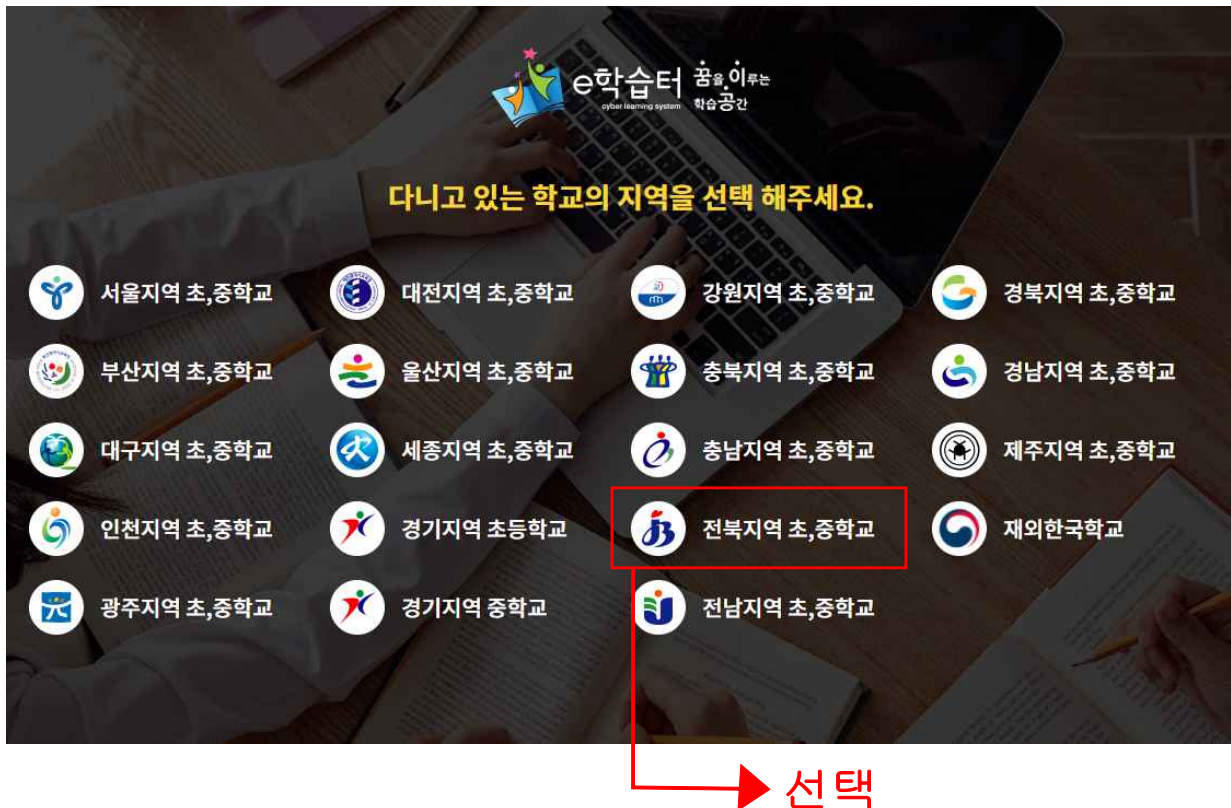 e학습터 꿈을 이루는
cyber learning system 학습공간
다니고 있는 학교의 지역을 선택 해주세요.
서울지역 초,중학교 대전지역 초,중학교 강원지역 초,중학교 경북지역 초,중학교
부산지역 초,중학교 울산지역 초,중학교 충북지역 초,중학교 경남지역 초,중학교
대구지역 초,중학교 세종지역 초,중학교 충남지역 초,중학교 제주지역 초,중학교
인천지역 초,중학교 경기지역 초등학교 전북지역 초,중학교 재외한국학교
광주지역 초,중학교 경기지역 중학교 전남지역 초,중학교
선택